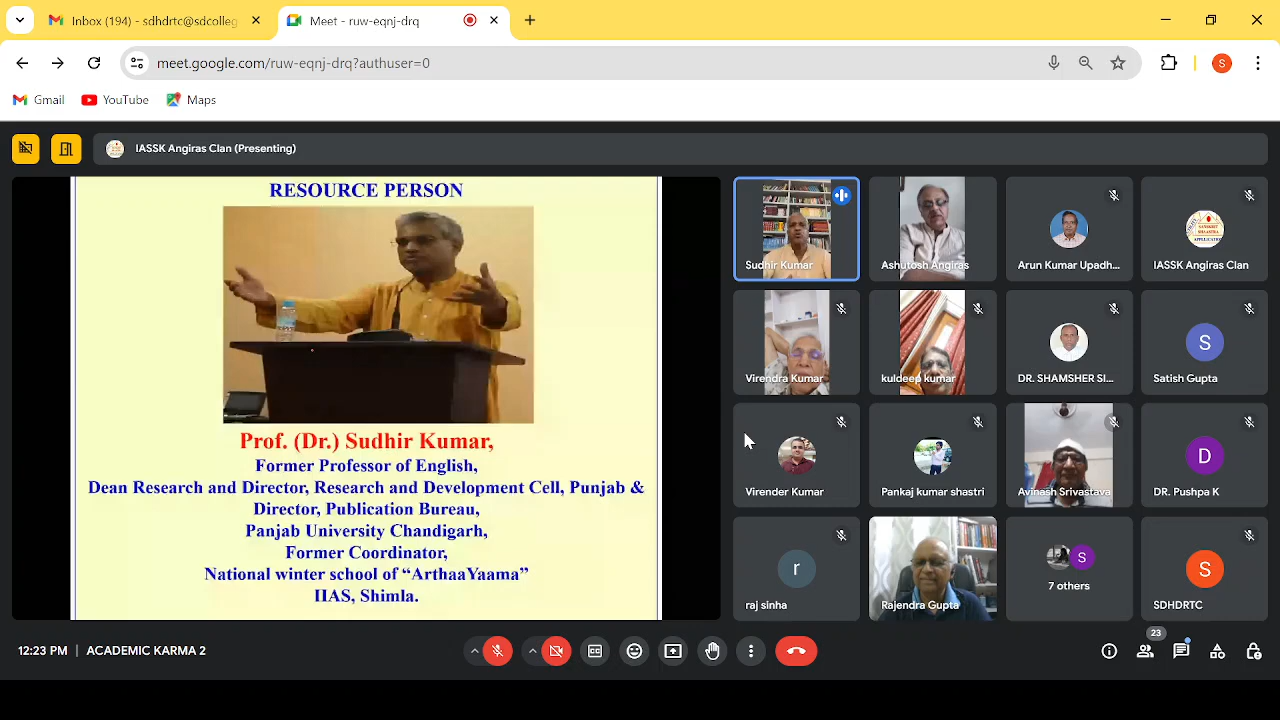 Inbox (194) - sdhdrtc@sdcolleg
Meet - ruw-eqnj-drq
meet.google.com/ruw-eqnj-drq?authuser=0
S
Gmail
YouTube
Maps
IASSK Angiras Clan (Presenting)
RESOURCE PERSON
Prof. (Dr.) Sudhir Kumar,
Former Professor of English,
Dean Research and Director, Research and Development Cell, Punjab &
Director, Publication Bureau,
Panjab University Chandigarh,
Former Coordinator,
National winter school of “ArthaaYaama”
IIAS, Shimla.
Sudhir Kumar
Ashutosh Angiras
Arun Kumar Upadh...
SANSKRIT
SHAASTRA
APPLICATION
IASSK Angiras Clan
Virendra Kumar
kuldeep kumar
DR. SHAMSHER SI...
S
Satish Gupta
Virender Kumar
Pankaj kumar shastri
Avinash Srivastava
D
DR. Pushpa K
r
raj sinha
Rajendra Gupta
S
7 others
S
SDHDRTC
12:23 PM
ACADEMIC KARMA 2
23